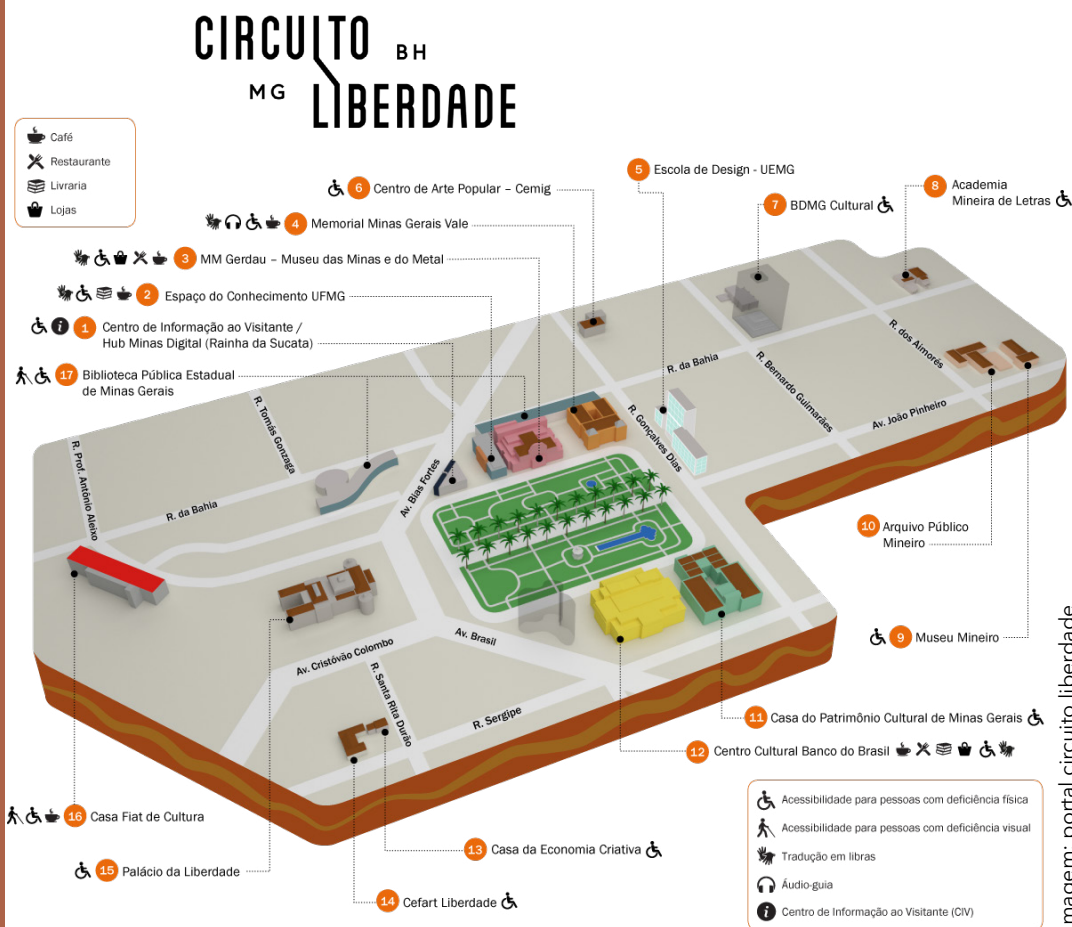 CIRCUITO BH
MG LIBERDADE
Café
Restaurante
Livraria
Lojas
6 Centro de Arte Popular – Cemig
5 Escola de Design - UEMG
8 Academia
Mineira de Letras
7 BDMG Cultural
4 Memorial Minas Gerais Vale
3 MM Gerdau – Museu das Minas e do Metal
2 Espaço do Conhecimento UFMG
i 1 Centro de Informação ao Visitante /
Hub Minas Digital (Rainha da Sucata)
17 Biblioteca Pública Estadual
de Minas Gerais
R. Prof. Antônio Aleixo
R. Tomás Gonzaga
R. da Bahia
Av. Bias Fortes
R. da Bahia
R. Gonçalves Dias
R. Bernardo Guimarães
R. dos Aimorés
Av. João Pinheiro
Av. Cristóvão Colombo
Av. Brasil
R. Santa Rita Durão
R. Sergipe
10 Arquivo Público
Mineiro
9 Museu Mineiro
11 Casa do Patrimônio Cultural de Minas Gerais
12 Centro Cultural Banco do Brasil
16 Casa Fiat de Cultura
15 Palácio da Liberdade
13 Casa da Economia Criativa
14 Cefart Liberdade
Acessibilidade para pessoas com deficiência física
Acessibilidade para pessoas com deficiência visual
Tradução em libras
Áudio-guia
i Centro de Informação ao Visitante (CIV)
magem: portal circuito liberdade